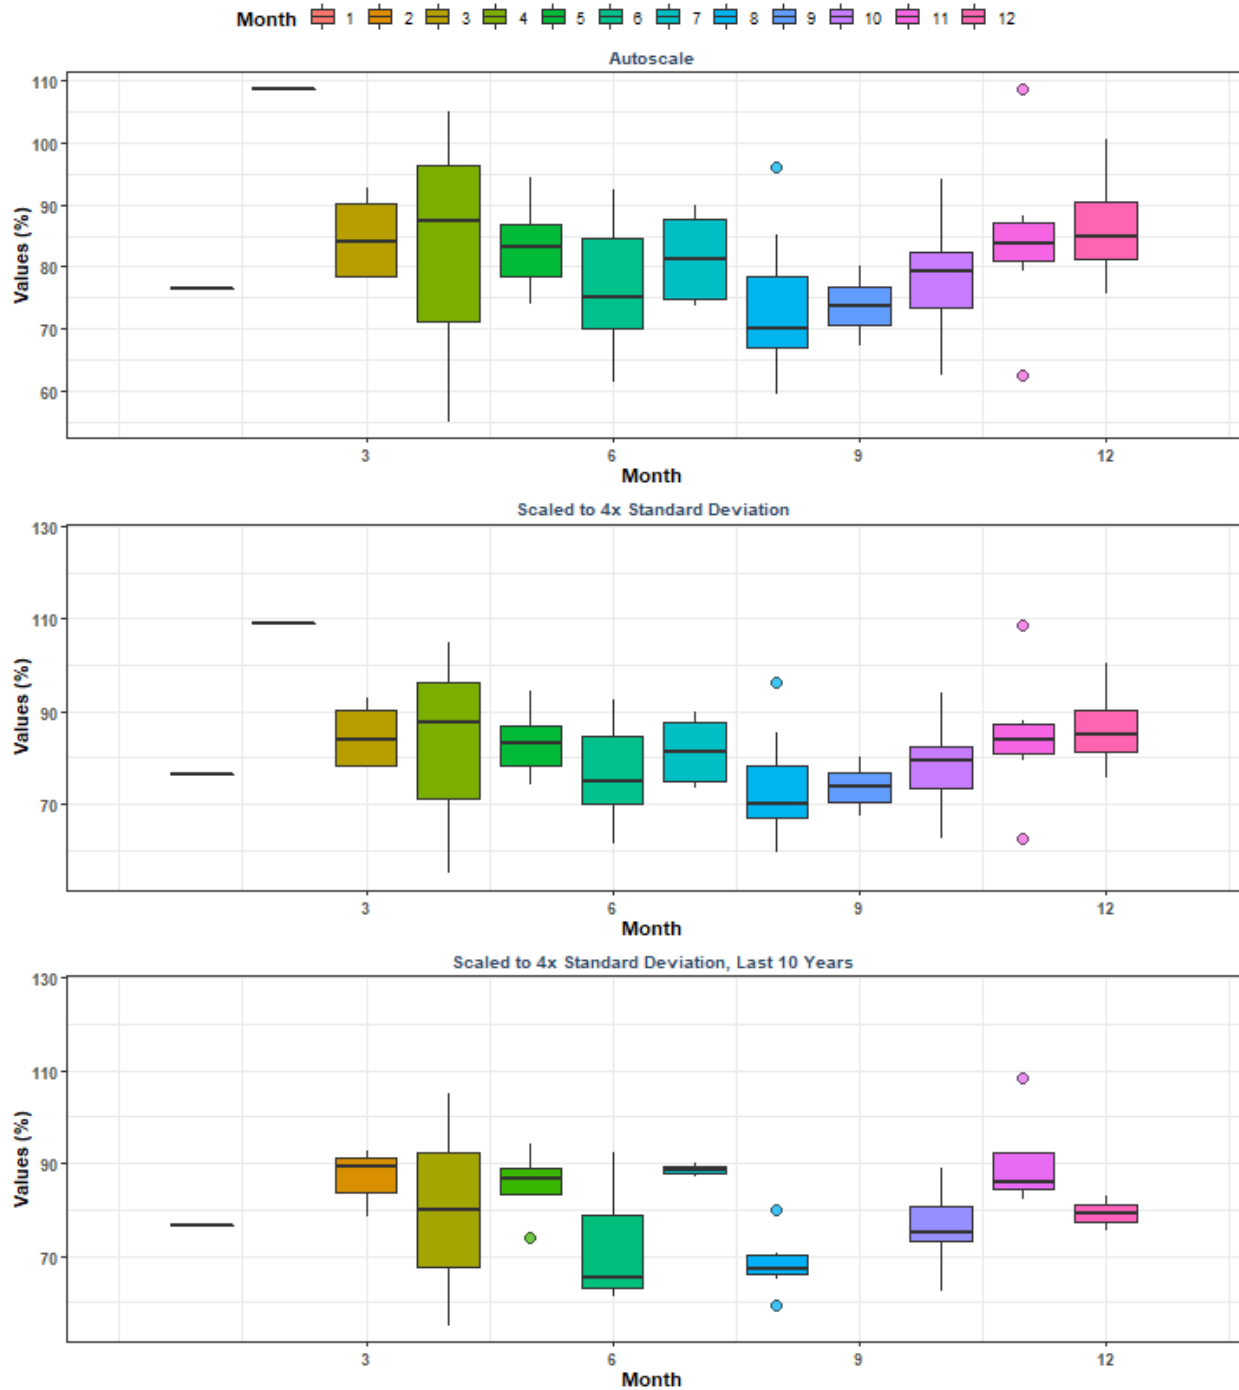 Month 1 2 3 4 5 6 7 8 9 10 11 12
Autoscale
Values (%)
110
100
90
80
70
60
3 6 9 12
Month
Scaled to 4x Standard Deviation
Values (%)
130
110
90
70
3 6 9 12
Month
Scaled to 4x Standard Deviation, Last 10 Years
Values (%)
130
110
90
70
3 6 9 12
Month